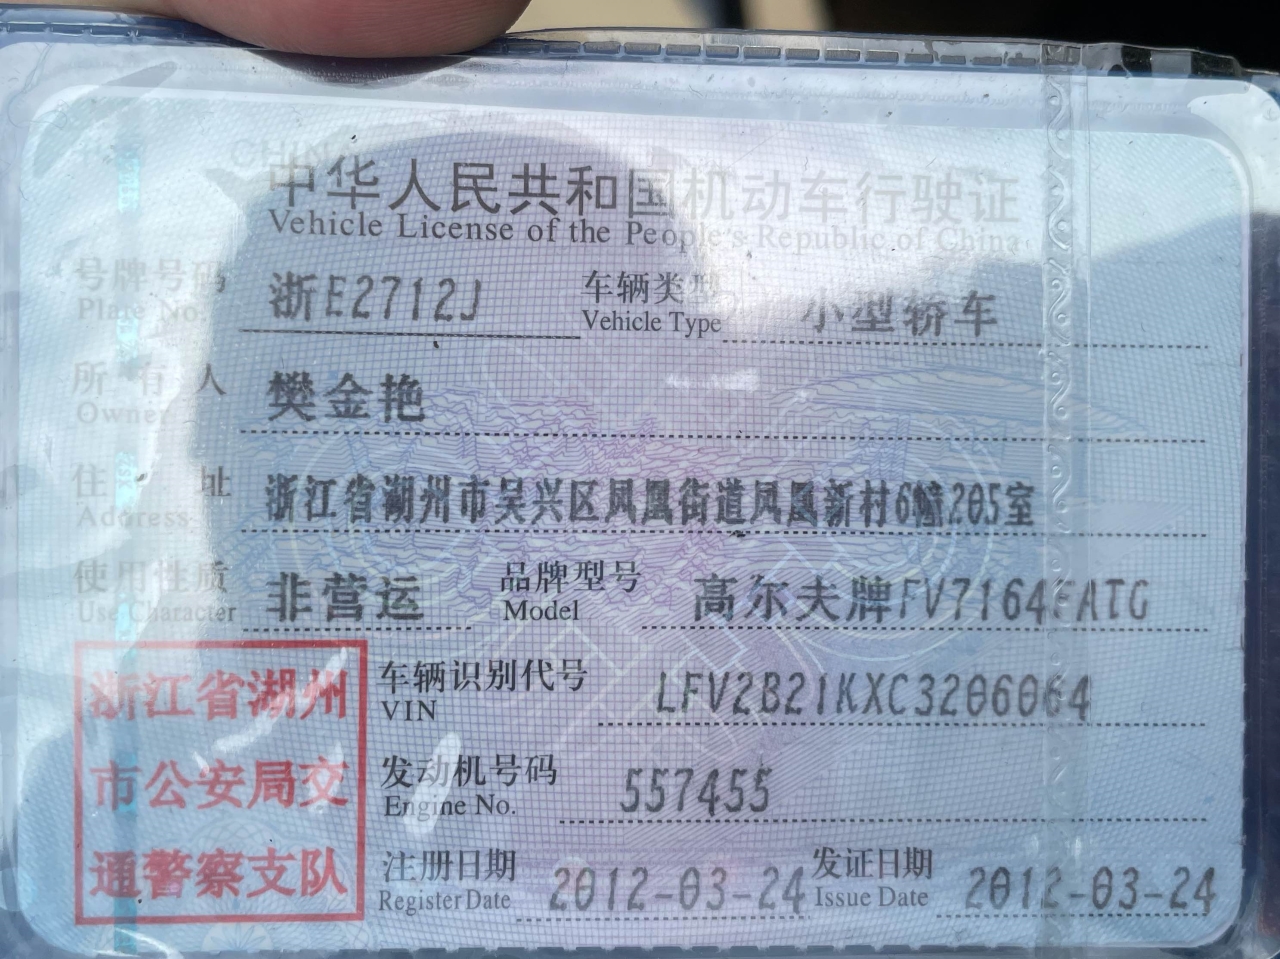 中华人民共和国机动车行驶证
Vehicle License of the People's Republic of China
号牌号码 浙E2712J 车辆类型 小型轿车
Plate No. Vehicle Type
所有人 樊金艳
Owner
住址 浙江省湖州市吴兴区凤凰街道凤凰新村6幢205室
Address
使用性质 非营运 品牌型号 高尔夫牌FV7164FATG
Use Character Model
浙江省湖州
市公安局交
通警察支队
车辆识别代号 LFV2B21KXC3206064
VIN
发动机号码 557455
Engine No.
注册日期 2012-03-24 发证日期 2012-03-24
Register Date Issue Date